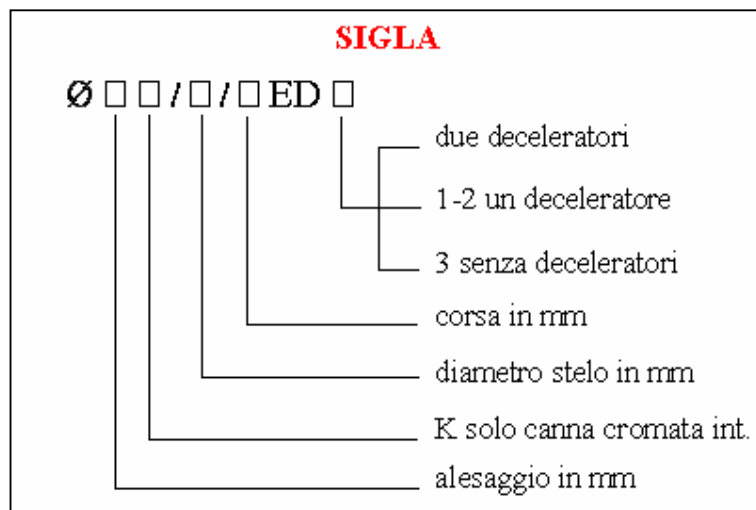 SIGLA
Ø □ □ / □ / □ ED □
due deceleratori
1-2 un deceleratore
3 senza deceleratori
corsa in mm
diametro stelo in mm
K solo canna cromata int.
alesaggio in mm